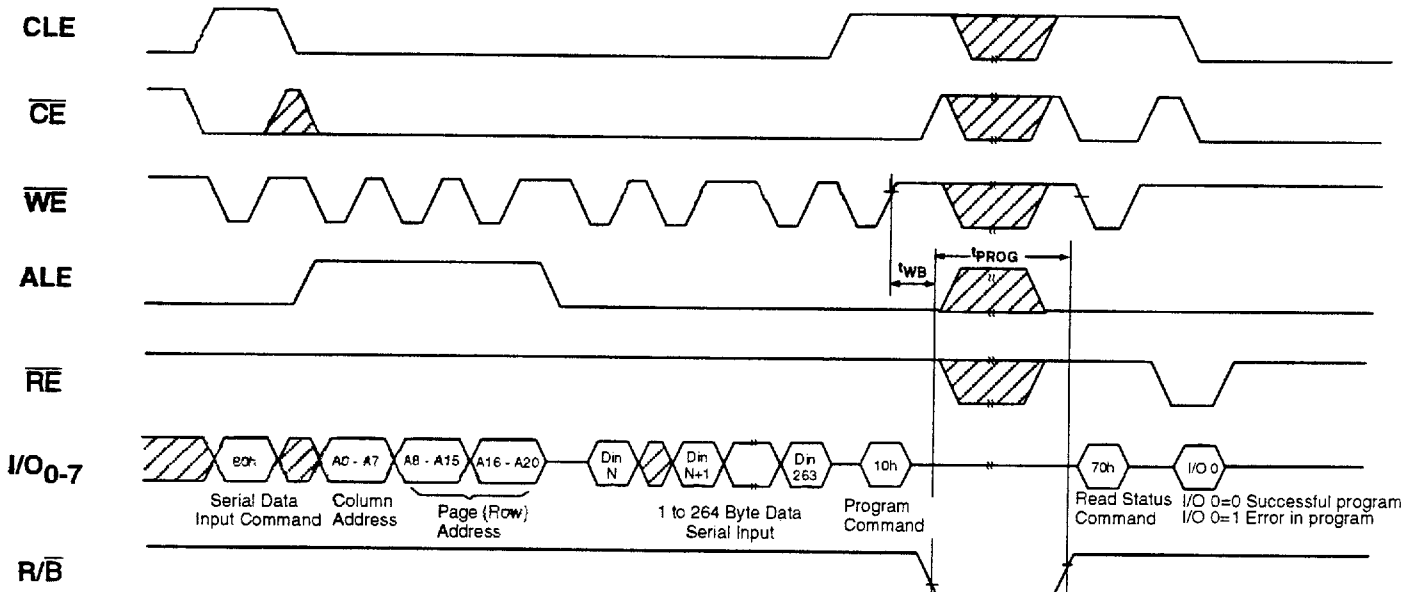 CLE
CE
WE
tWB
tPROG
ALE
RE
I/O0-7
80h
A0 - A7
A8 - A15
A16 - A20
Din N
Din N+1
Din 263
10h
70h
I/O 0
Serial Data Input Command
Column Address
Page (Row) Address
1 to 264 Byte Data Serial Input
Program Command
Read Status Command
I/O 0=0 Successful program
I/O 0=1 Error in program
R/B